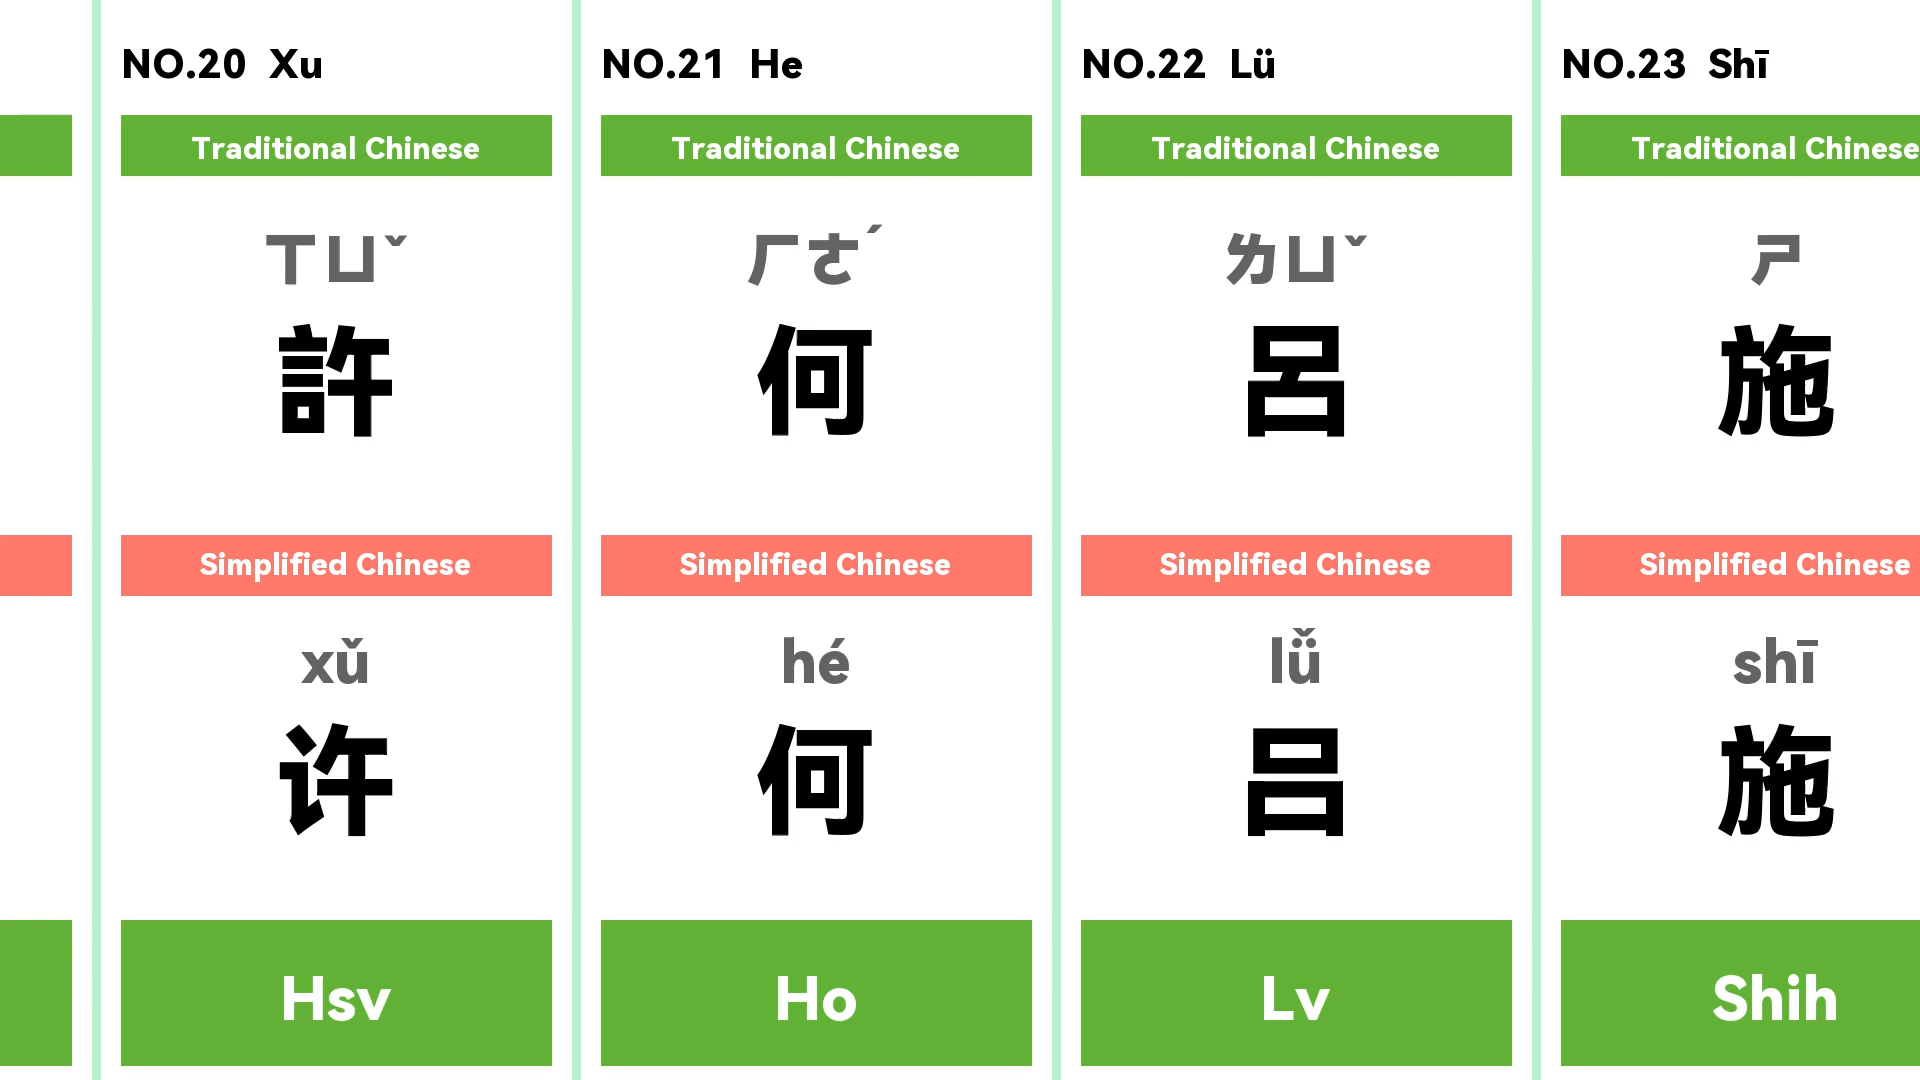 NO.20 Xu
Traditional Chinese
ㄒㄩˇ
許
Simplified Chinese
xǔ
许
Hsv
NO.21 He
Traditional Chinese
ㄏㄜˊ
何
Simplified Chinese
hé
何
Ho
NO.22 Lü
Traditional Chinese
ㄌㄩˇ
呂
Simplified Chinese
lǚ
吕
Lv
NO.23 Shī
Traditional Chinese
ㄕ
施
Simplified Chinese
shī
施
Shih